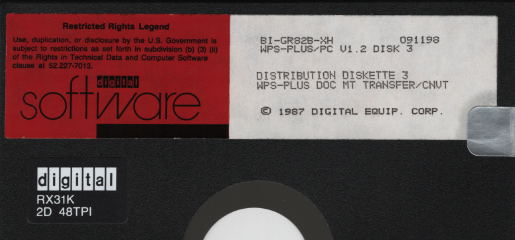 Restricted Rights Legend
Use, duplication, or disclosure by the U.S. Government is
subject to restrictions as set forth in subdivision (b) (3) (ii)
of the Rights in Technical Data and Computer Software
clause at 52.227-7013.
digital
software
BI-GR82B-XH 091198
WPS-PLUS/PC V1.2 DISK 3
DISTRIBUTION DISKETTE 3
WPS-PLUS DOC MT TRANSFER/CNVT
© 1987 DIGITAL EQUIP. CORP.
digital
RX31K
2D 48TPI